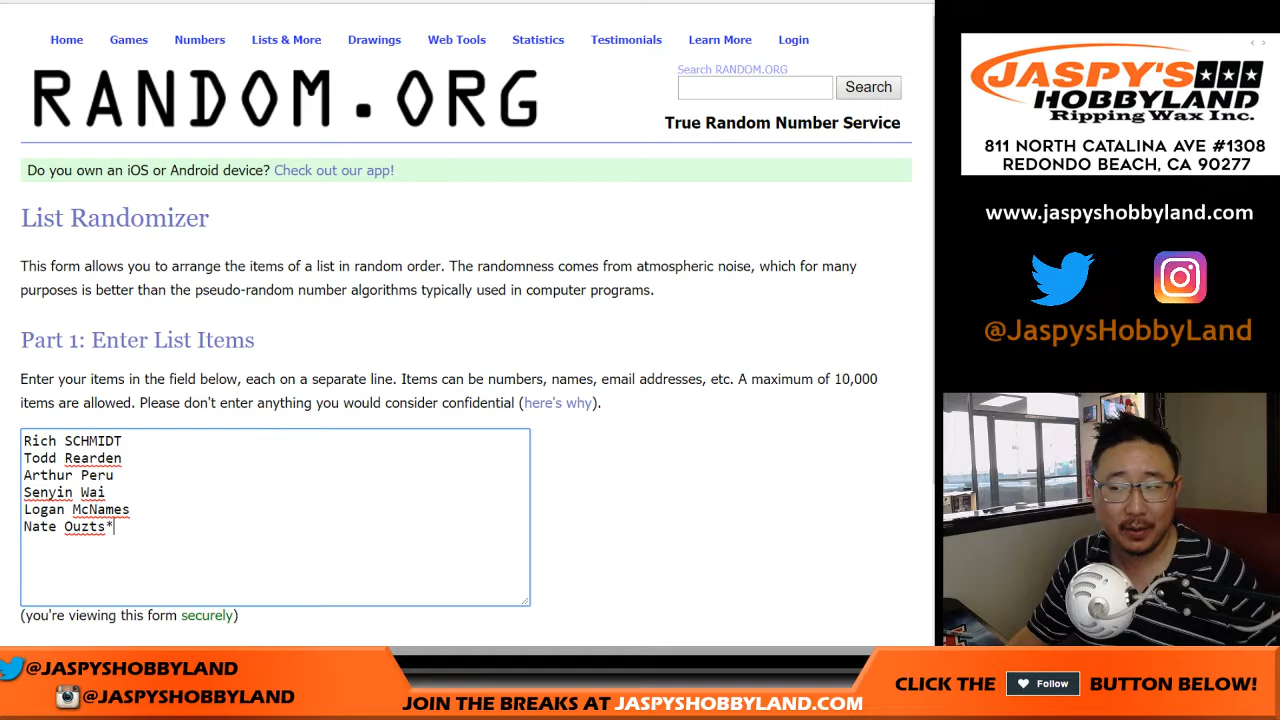 Home Games Numbers Lists & More Drawings Web Tools Statistics Testimonials Learn More Login
RANDOM.ORG
Search RANDOM.ORG
Search
True Random Number Service
Do you own an iOS or Android device? Check out our app!
List Randomizer
This form allows you to arrange the items of a list in random order. The randomness comes from atmospheric noise, which for many
purposes is better than the pseudo-random number algorithms typically used in computer programs.
Part 1: Enter List Items
Enter your items in the field below, each on a separate line. Items can be numbers, names, email addresses, etc. A maximum of 10,000
items are allowed. Please don't enter anything you would consider confidential (here's why).
Rich SCHMIDT
Todd Rearden
Arthur Peru
Senyin Wai
Logan McNames
Nate Ouzts*
(you're viewing this form securely)
JASPY'S
HOBBYLAND
Ripping Wax Inc.
811 NORTH CATALINA AVE #1308
REDONDO BEACH, CA 90277
www.jaspyshobbyland.com
@JaspysHobbyLand
@JASPYSHOBBYLAND
@JASPYSHOBBYLAND
JOIN THE BREAKS AT JASPYSHOBBYLAND.COM
CLICK THE Follow BUTTON BELOW!